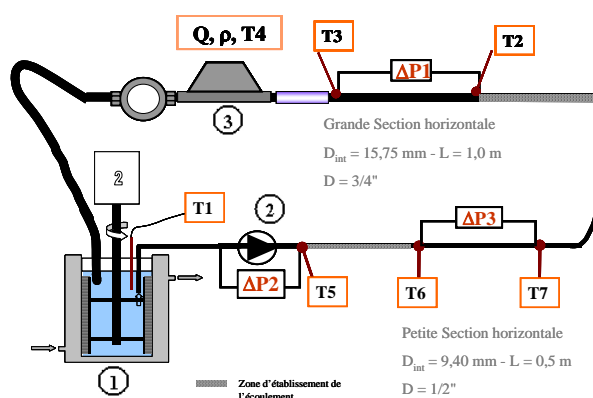 Q, ρ, T4
T3
T2
ΔP1
3
Grande Section horizontale
D_int = 15,75 mm - L = 1,0 m
D = 3/4"
2
T1
2
ΔP3
ΔP2
T5
T6
T7
Petite Section horizontale
D_int = 9,40 mm - L = 0,5 m
D = 1/2"
1
Zone d'établissement de
l'écoulement